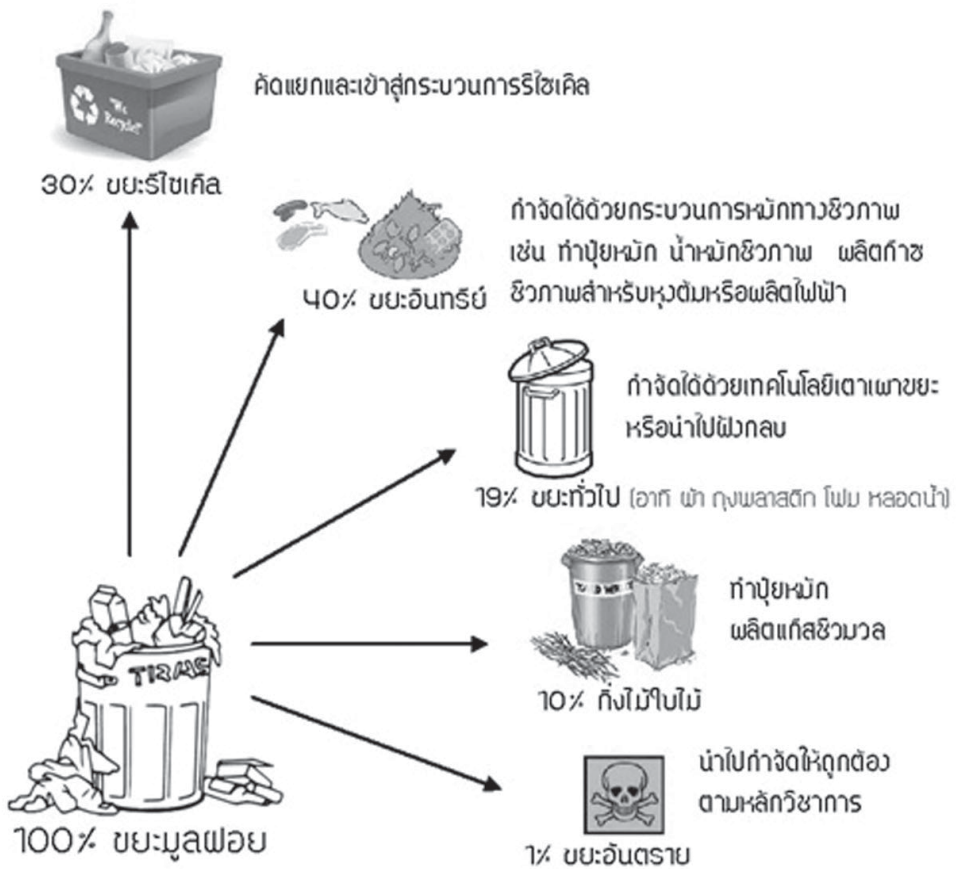 We
Recycle!
คัดแยกและเข้าสู่กระบวนการรีไซเคิล
30% ขยะรีไซเคิล
กำจัดได้ด้วยกระบวนการหมักทางชีวภาพ
เช่น ทำปุ๋ยหมัก น้ำหมักชีวภาพ ผลิตก๊าซ
ชีวภาพสำหรับหุงต้มหรือผลิตไฟฟ้า
40% ขยะอินทรีย์
กำจัดได้ด้วยเทคโนโลยีเตาเผาขยะ
หรือนำไปฝังกลบ
19% ขยะทั่วไป (อาทิ ผ้า ถุงพลาสติก โฟม หลอดน้ำ)
ทำปุ๋ยหมัก
ผลิตแก๊สชีวมวล
10% กิ่งไม้ใบไม้
นำไปกำจัดให้ถูกต้อง
ตามหลักวิชาการ
1% ขยะอันตราย
100% ขยะมูลฝอย